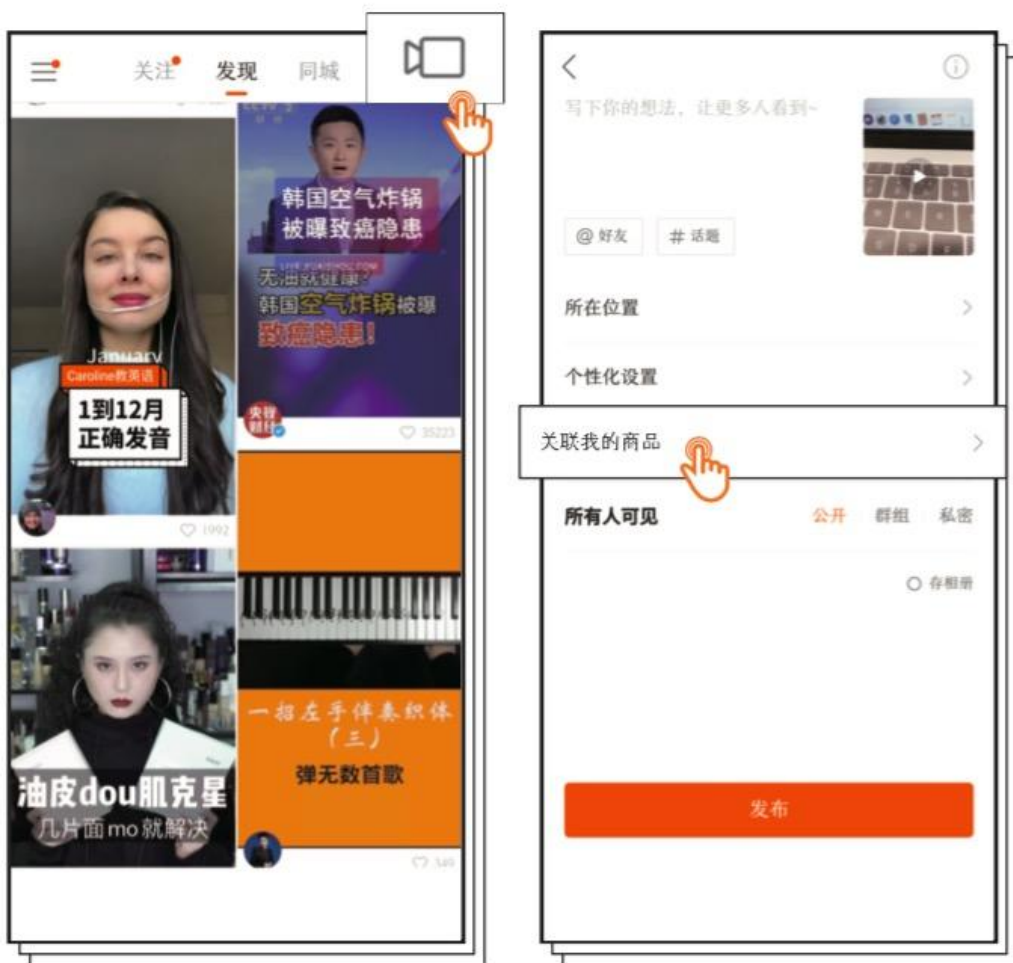 关注
发现
同城
韩国空气炸锅
被曝致癌隐患
无油就健康?
韩国空气炸锅被曝
致癌隐患!
January
Caroline教英语
1到12月
正确发音
央视
财经
35223
1992
一招左手伴奏织体
(三)
弹无数首歌
油皮dou肌克星
几片面mo就解决
349
写下你的想法，让更多人看到~
@ 好友
# 话题
所在位置
个性化设置
关联我的商品
所有人可见
公开
群组
私密
存相册
发布